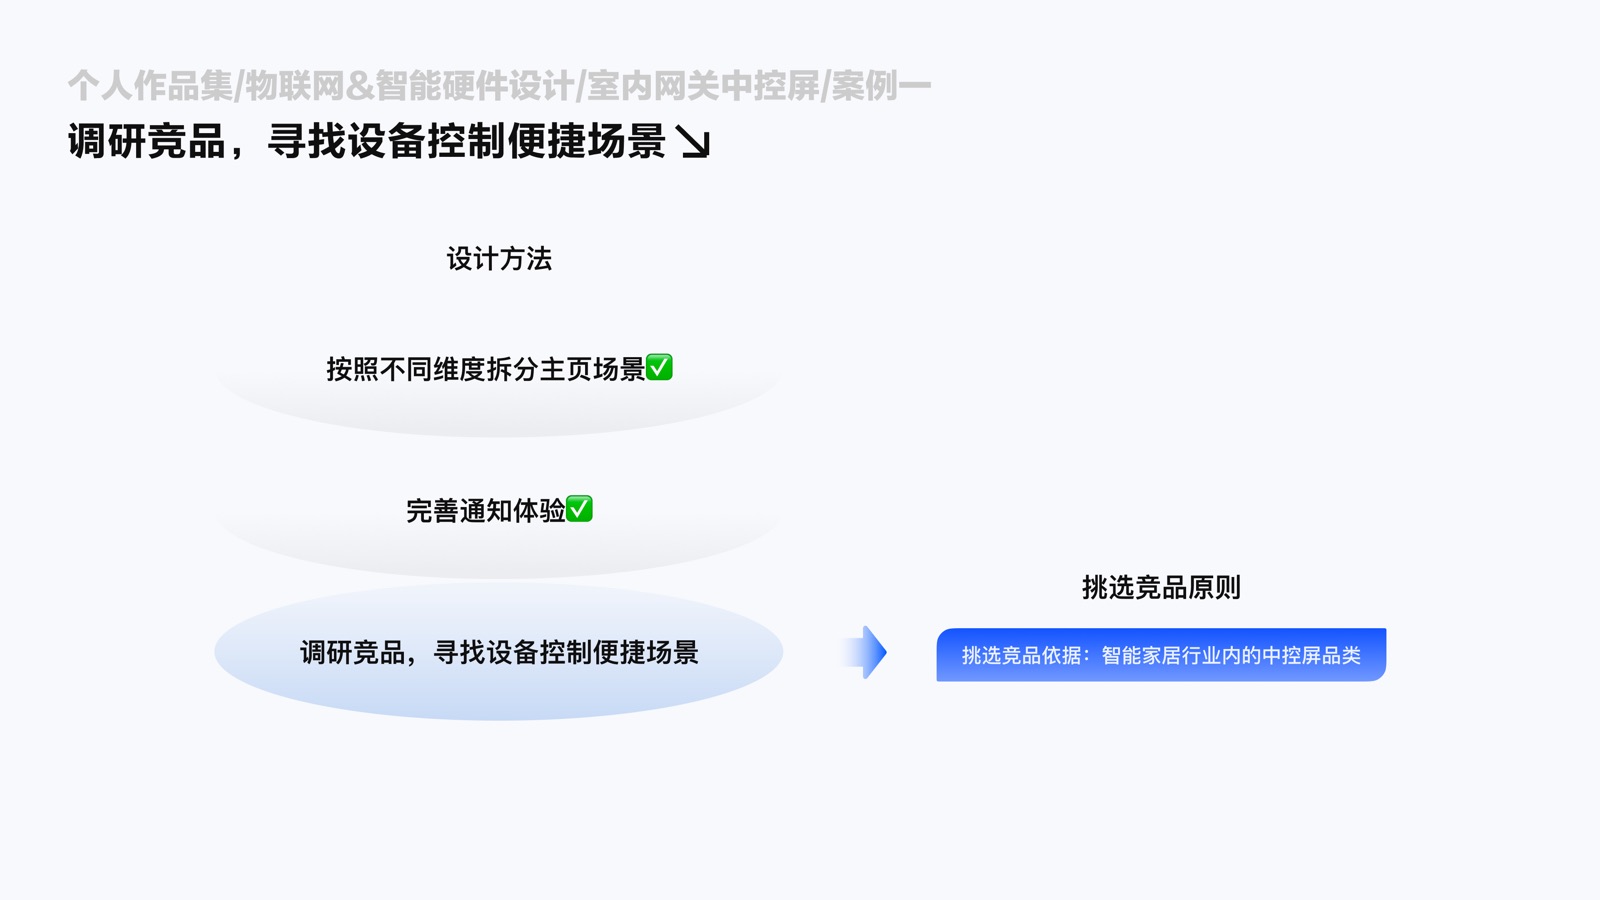 个人作品集/物联网&智能硬件设计/室内网关中控屏/案例一
调研竞品，寻找设备控制便捷场景↘
设计方法
按照不同维度拆分主页场景✅
完善通知体验✅
调研竞品，寻找设备控制便捷场景
挑选竞品原则
挑选竞品依据：智能家居行业内的中控屏品类